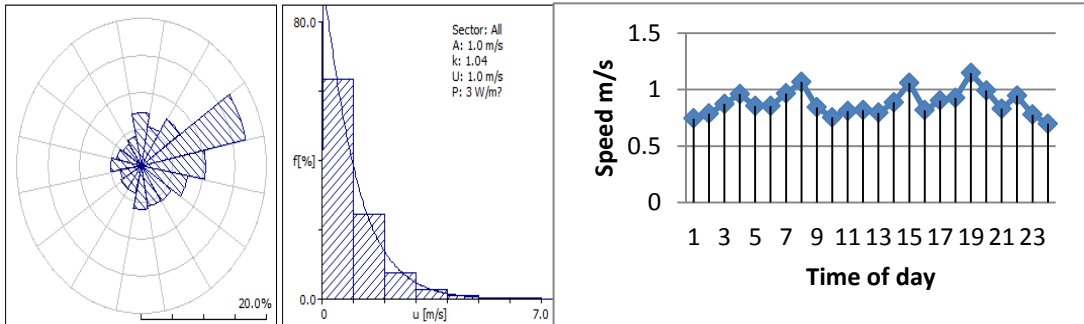 20.0%
80.0
f[%]
0.0
0
u [m/s]
7.0
Sector: All
A: 1.0 m/s
k: 1.04
U: 1.0 m/s
P: 3 W/m?
Speed m/s
1.5
1
0.5
0
1 3 5 7 9 11 13 15 17 19 21 23
Time of day